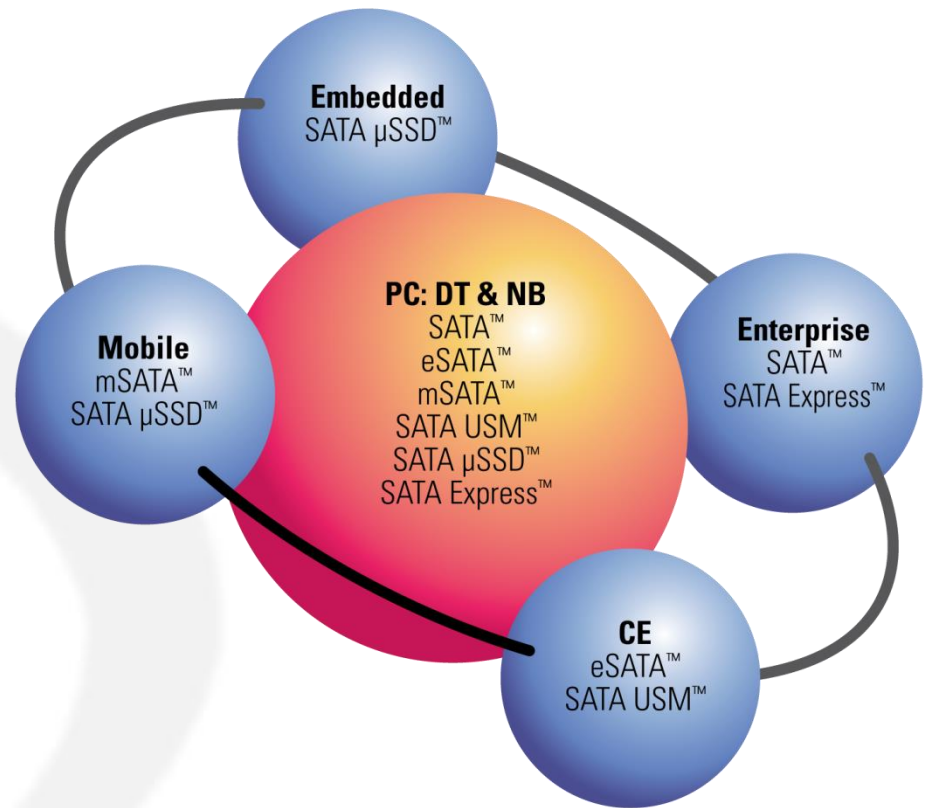 Embedded
SATA µSSD™
PC: DT & NB
SATA™
eSATA™
mSATA™
SATA USM™
SATA µSSD™
SATA Express™
Mobile
mSATA™
SATA µSSD™
Enterprise
SATA™
SATA Express™
CE
eSATA™
SATA USM™